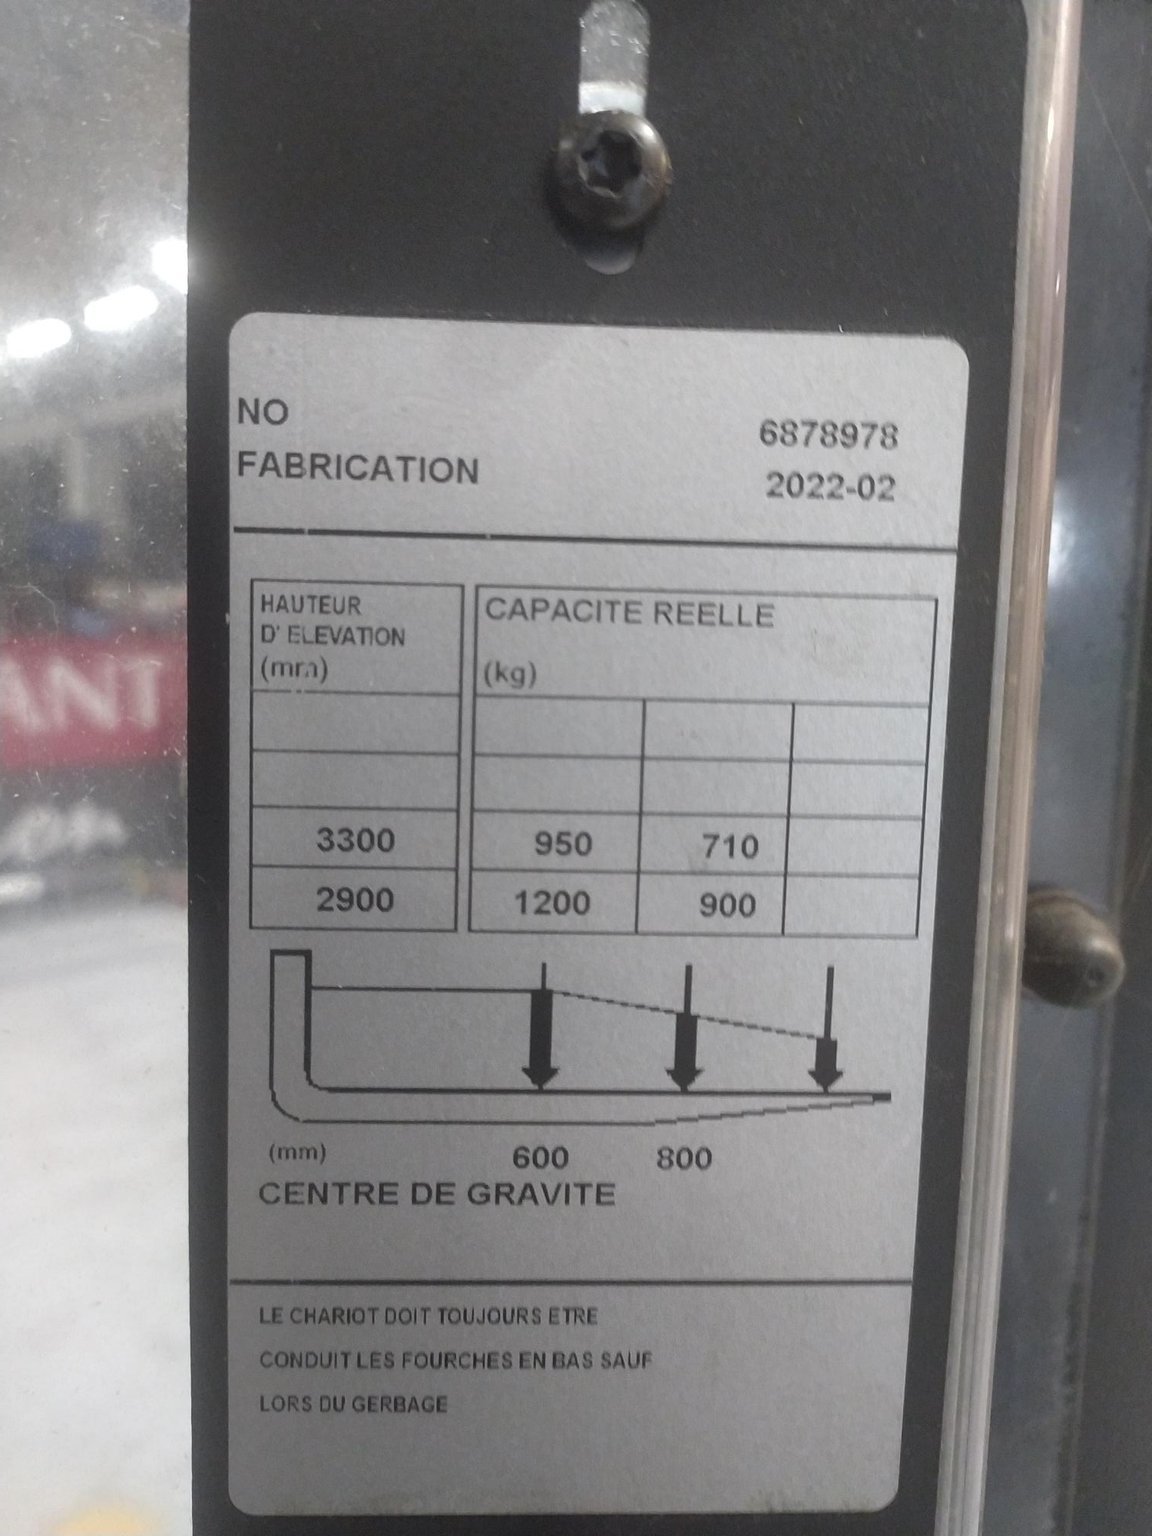 NO 6878978
FABRICATION 2022-02
HAUTEUR
D' ELEVATION
(mm)
CAPACITE REELLE
(kg)
3300 950 710
2900 1200 900
(mm) 600 800
CENTRE DE GRAVITE
LE CHARIOT DOIT TOUJOURS ETRE
CONDUIT LES FOURCHES EN BAS SAUF
LORS DU GERBAGE
ANT